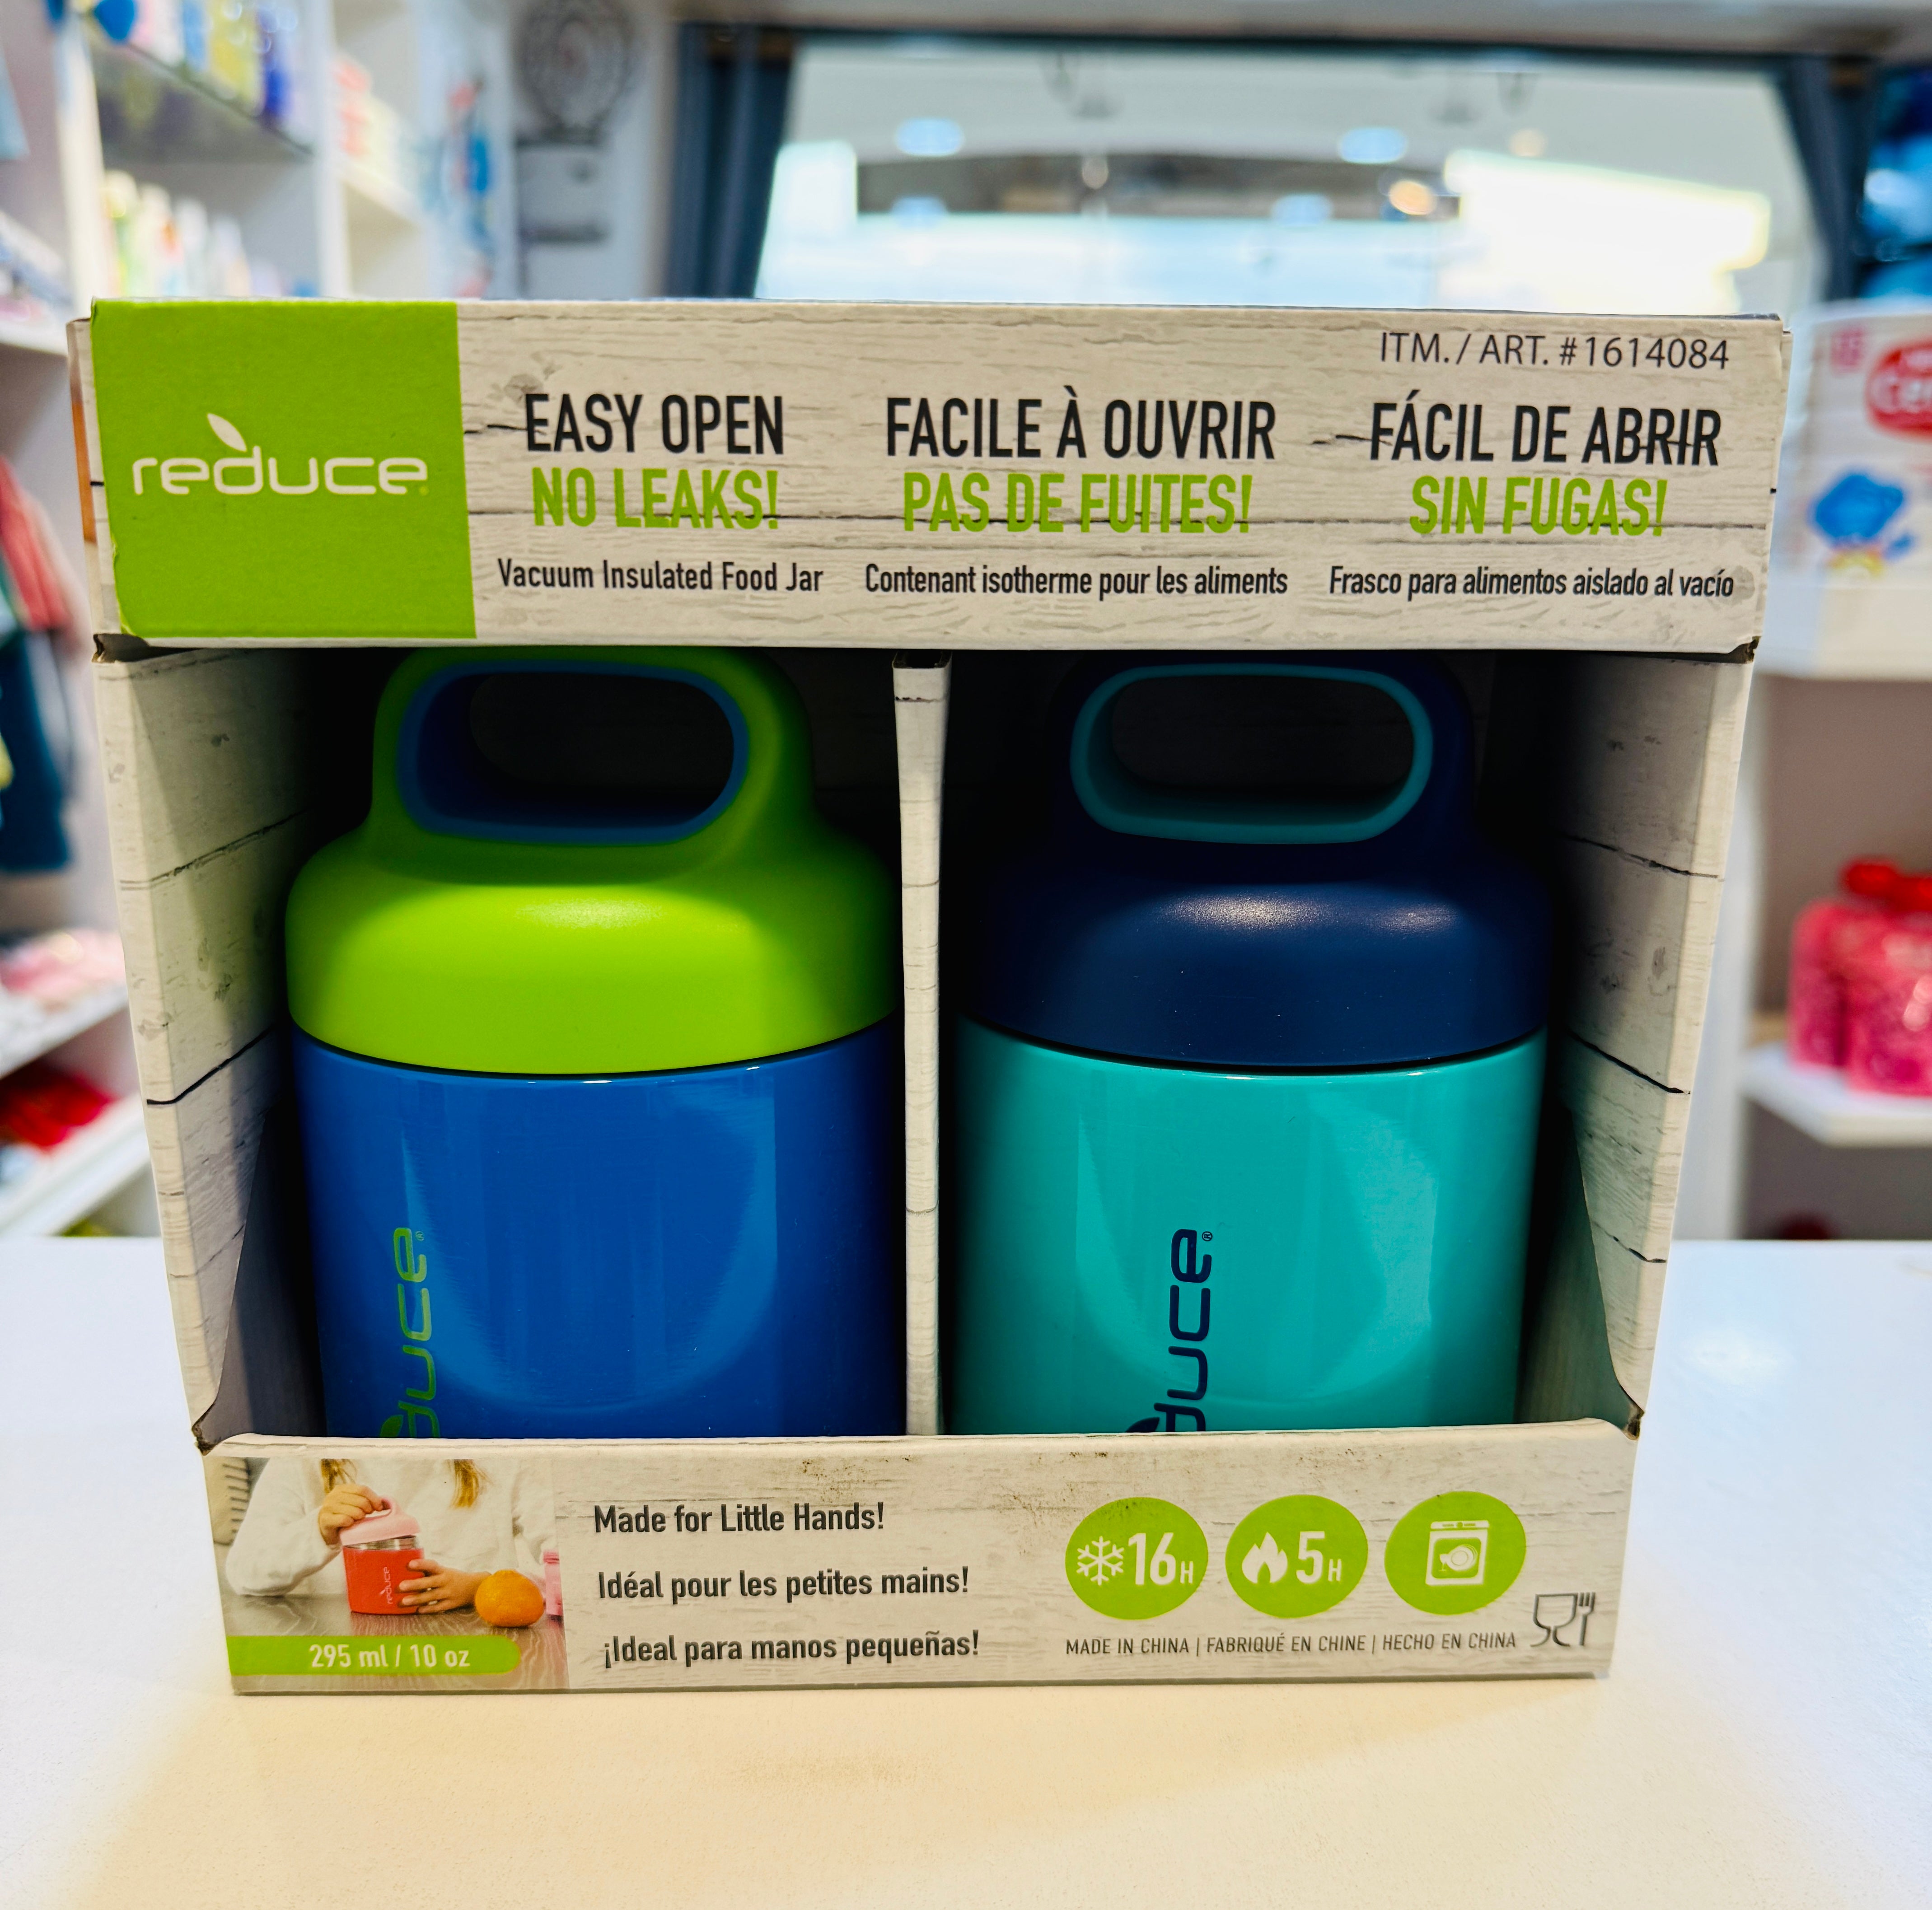 ITM. / ART. #1614084
reduce
EASY OPEN
NO LEAKS!
Vacuum Insulated Food Jar
FACILE À OUVRIR
PAS DE FUITES!
Contenant isotherme pour les aliments
FÁCIL DE ABRIR
SIN FUGAS!
Frasco para alimentos aislado al vacío
duce®
duce®
reduce
295 ml / 10 oz
Made for Little Hands!
Idéal pour les petites mains!
¡Ideal para manos pequeñas!
16H
5H
MADE IN CHINA | FABRIQUÉ EN CHINE | HECHO EN CHINA